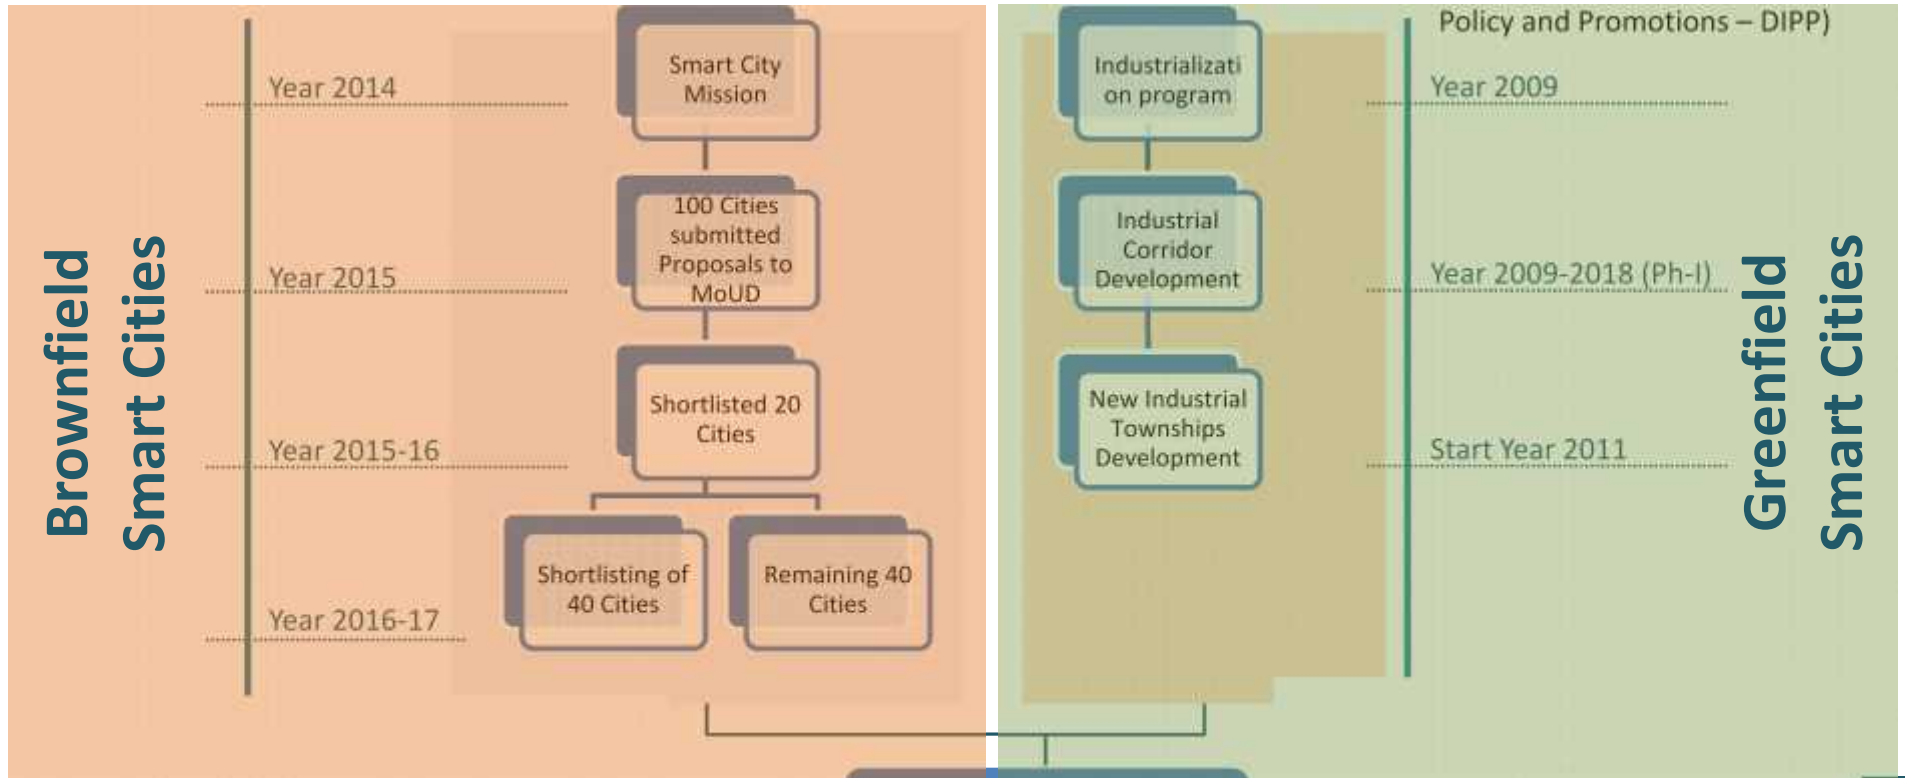 Brownfield
Smart Cities
Year 2014
Year 2015
Year 2015-16
Year 2016-17
Smart City
Mission
100 Cities
submitted
Proposals to
MoUD
Shortlisted 20
Cities
Shortlisting of
40 Cities
Remaining 40
Cities
Industrializati
on program
Industrial
Corridor
Development
New Industrial
Townships
Development
Policy and Promotions – DIPP)
Year 2009
Year 2009-2018 (Ph-I)
Start Year 2011
Greenfield
Smart Cities